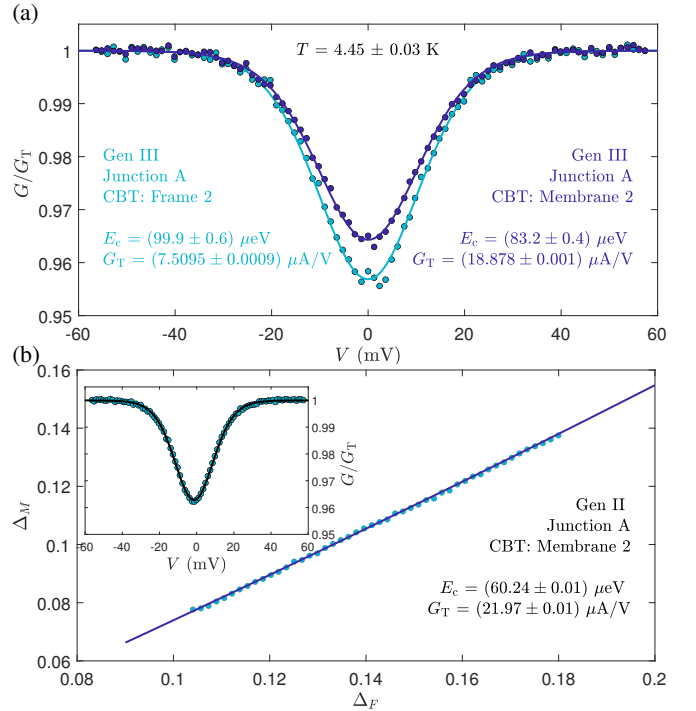 (a)
T = 4.45 ± 0.03 K
1
0.99
0.98
0.97
0.96
0.95
G/G_T
Gen III
Junction A
CBT: Frame 2
E_c = (99.9 ± 0.6) μeV
G_T = (7.5095 ± 0.0009) μA/V
Gen III
Junction A
CBT: Membrane 2
E_c = (83.2 ± 0.4) μeV
G_T = (18.878 ± 0.001) μA/V
-60 -40 -20 0 20 40 60
V (mV)
(b)
0.16
0.14
0.12
0.1
0.08
0.06
Δ_M
1
0.99
0.98
0.97
0.96
0.95
G/G_T
-60 -40 -20 0 20 40 60
V (mV)
Gen II
Junction A
CBT: Membrane 2
E_c = (60.24 ± 0.01) μeV
G_T = (21.97 ± 0.01) μA/V
0.08 0.1 0.12 0.14 0.16 0.18 0.2
Δ_F